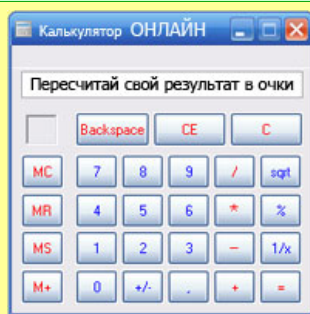 Калькулятор ОНЛАЙН
Пересчитай свой результат в очки
Backspace CE C
MC 7 8 9 / sqrt
MR 4 5 6 * %
MS 1 2 3 - 1/x
M+ 0 +/- , + =